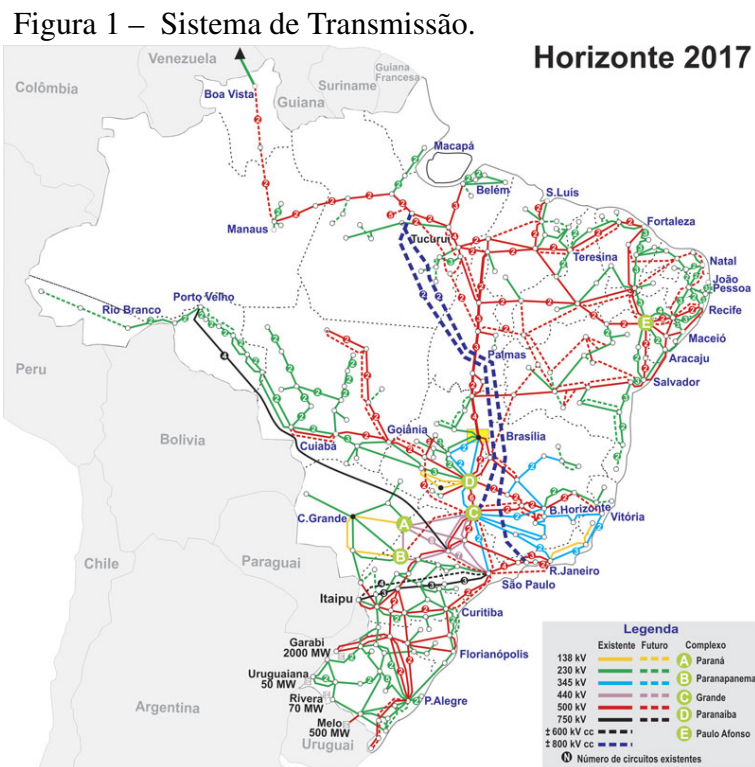 Figura 1 – Sistema de Transmissão.
Horizonte 2017
Venezuela
Guiana
Francesa
Suriname
Colômbia
Guiana
Boa Vista
Macapá
Belém
S.Luis
Manaus
Fortaleza
Tucuruí
Teresina
Natal
João
Pessoa
Rio Branco
Porto Velho
Recife
E
Maceió
Palmas
Aracaju
Salvador
Peru
Goiânia
Brasília
Cuiabá
Bolivia
D
C
B.Horizonte
Vitória
C.Grande
A
B
Paraguai
Chile
R.Janeiro
São Paulo
Itaipu
Curitiba
Garabi
2000 MW
Florianópolis
Uruguaiana
50 MW
Rivera
70 MW
P.Alegre
Argentina
Melo
500 MW
Uruguai
Legenda
Existente Futuro Complexo
138 kV A Paraná
230 kV B Paranapanema
345 kV
440 kV C Grande
500 kV D Paranaíba
750 kV
± 600 kV cc E Paulo Afonso
± 800 kV cc
N Número de circuitos existentes